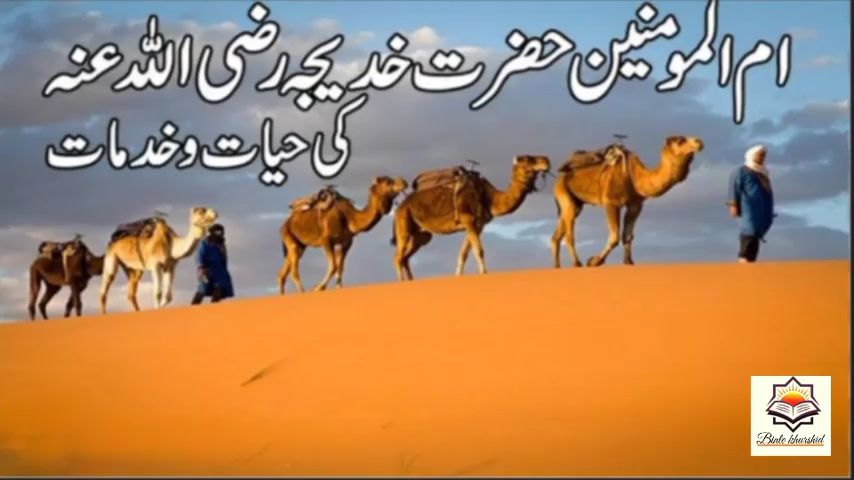 ام المومنین حضرت خدیجہ رضی اللہ عنہ
کی حیات و خدمات
Binte khurshid